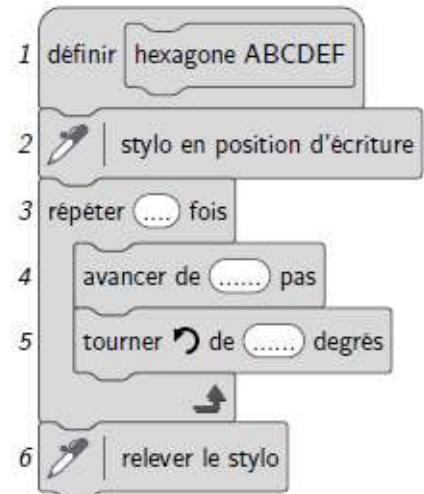 1 définir hexagone ABCDEF
2 stylo en position d'écriture
3 répéter .... fois
4 avancer de ...... pas
5 tourner de ...... degrés
6 relever le stylo